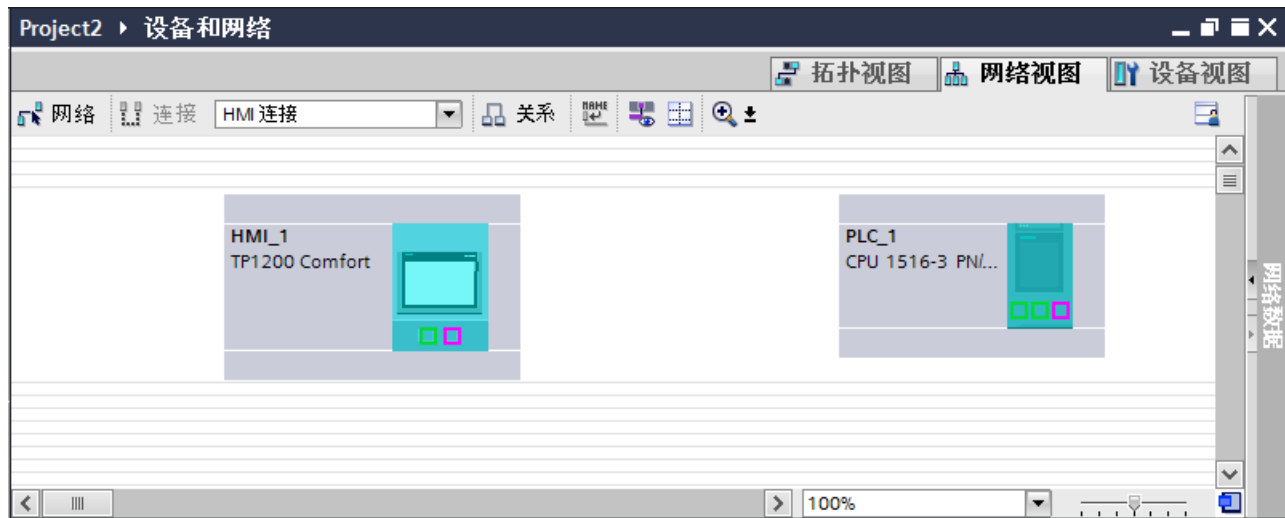 Project2 ▸ 设备和网络
拓扑视图 网络视图 设备视图
网络 连接 HMI 连接 关系 NAME
HMI_1
TP1200 Comfort
PLC_1
CPU 1516-3 PN/...
网络数据
100%